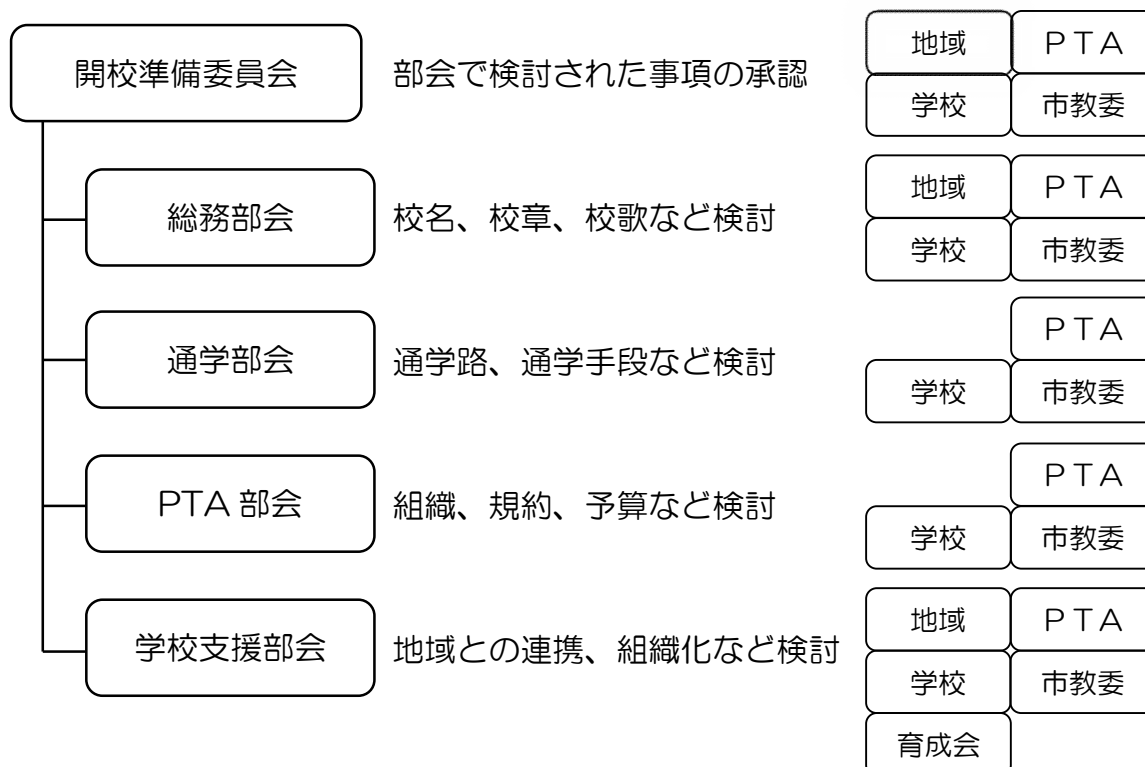 開校準備委員会
部会で検討された事項の承認
地域 ＰＴＡ
学校 市教委
総務部会
校名、校章、校歌など検討
地域 ＰＴＡ
学校 市教委
通学部会
通学路、通学手段など検討
ＰＴＡ
学校 市教委
PTA 部会
組織、規約、予算など検討
ＰＴＡ
学校 市教委
学校支援部会
地域との連携、組織化など検討
地域 ＰＴＡ
学校 市教委
育成会